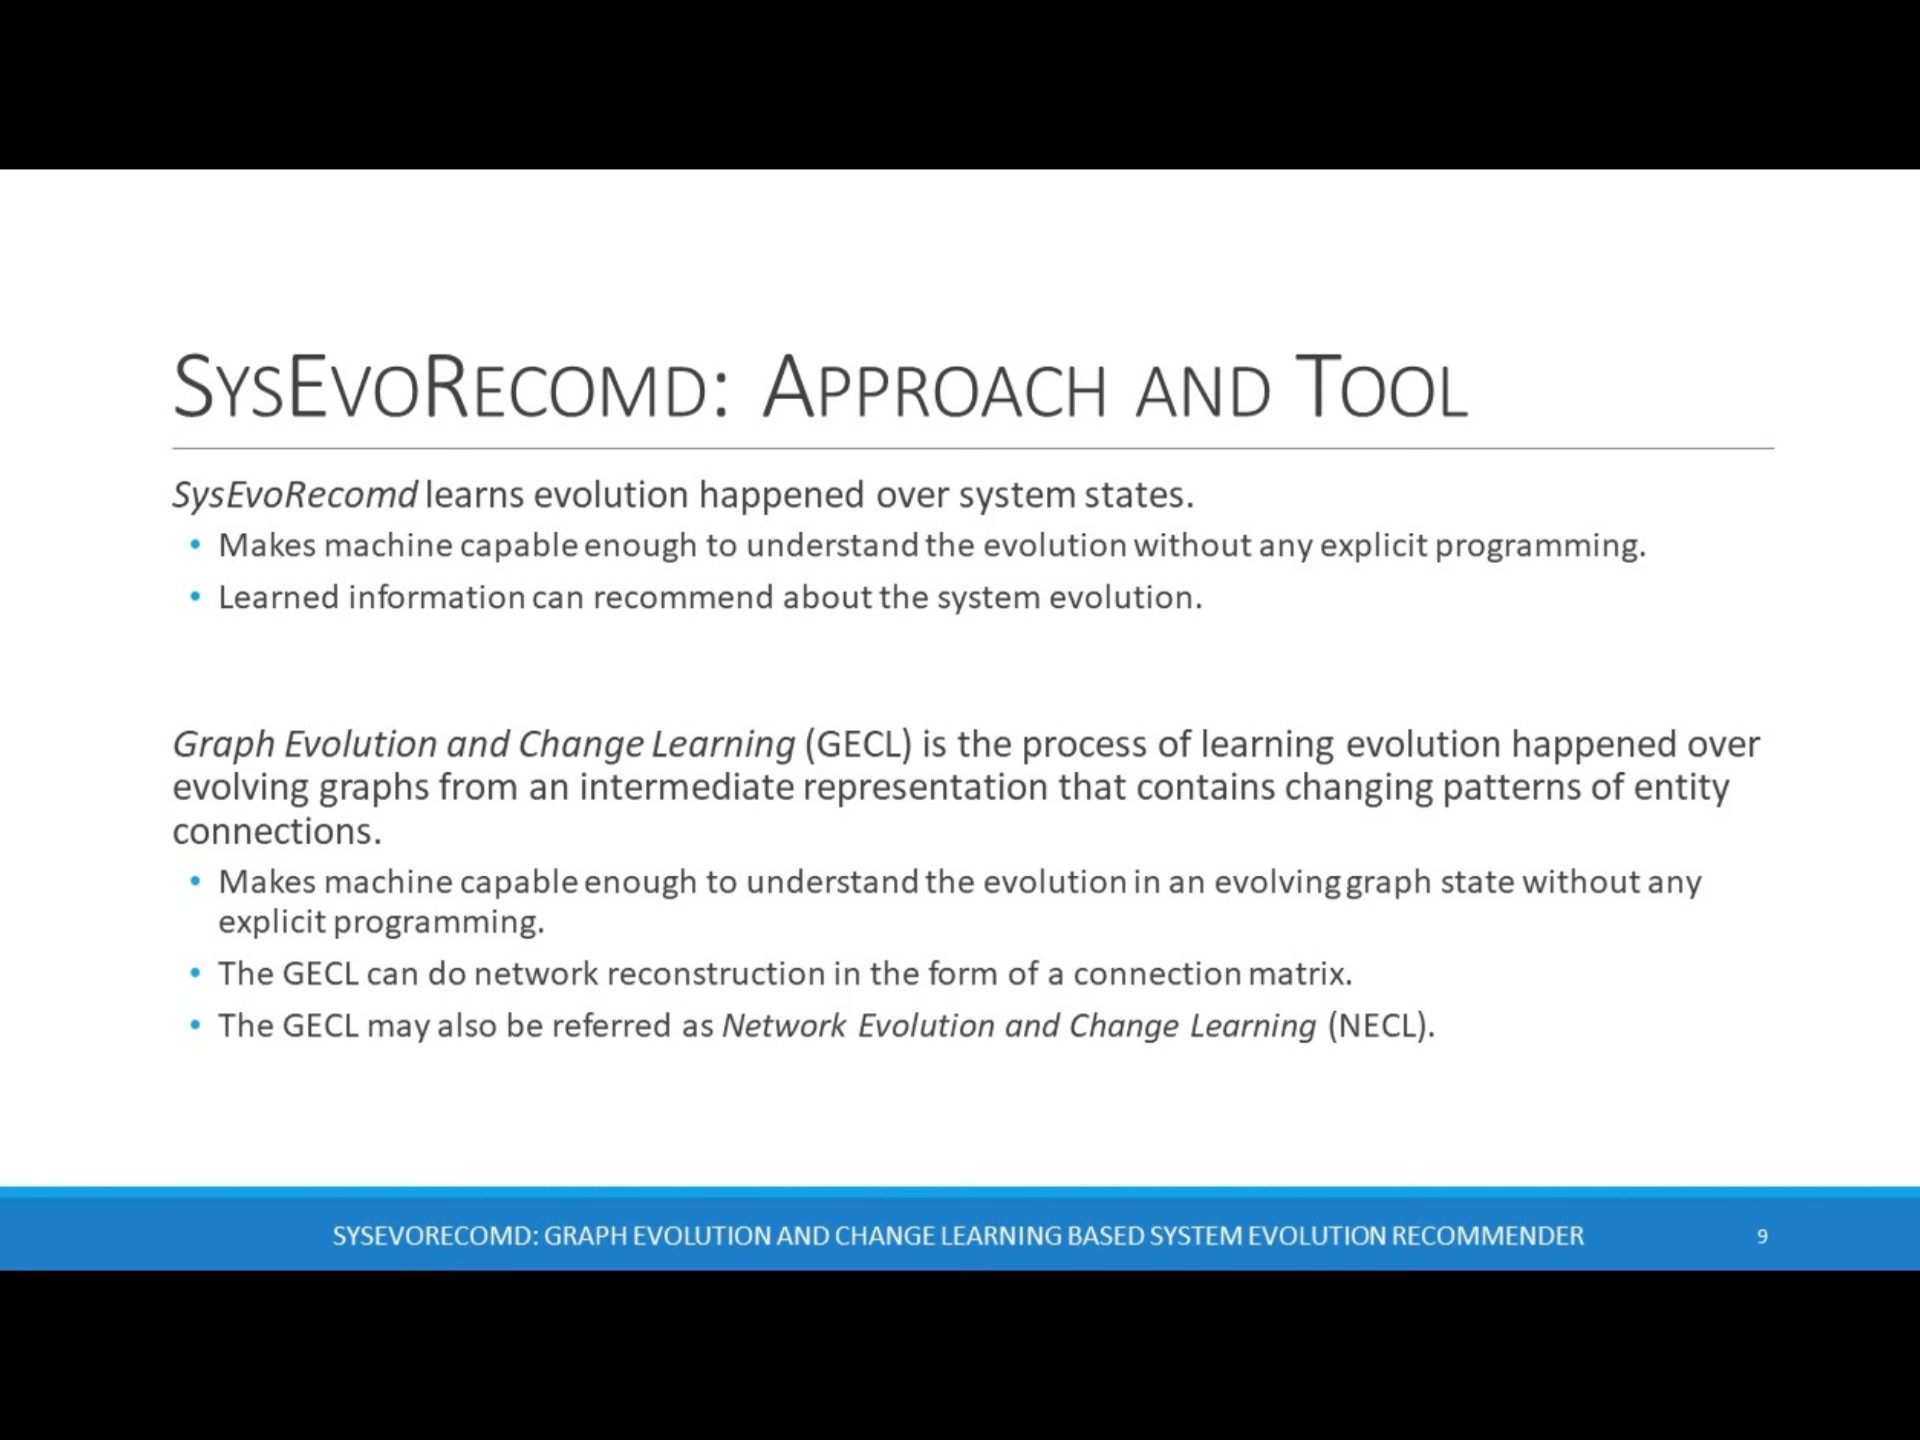 SYSEVORECOMD: APPROACH AND TOOL
SysEvoRecomd learns evolution happened over system states.
• Makes machine capable enough to understand the evolution without any explicit programming.
• Learned information can recommend about the system evolution.
Graph Evolution and Change Learning (GECL) is the process of learning evolution happened over
evolving graphs from an intermediate representation that contains changing patterns of entity
connections.
• Makes machine capable enough to understand the evolution in an evolving graph state without any
explicit programming.
• The GECL can do network reconstruction in the form of a connection matrix.
• The GECL may also be referred as Network Evolution and Change Learning (NECL).
SYSEVORECOMD: GRAPH EVOLUTION AND CHANGE LEARNING BASED SYSTEM EVOLUTION RECOMMENDER 9